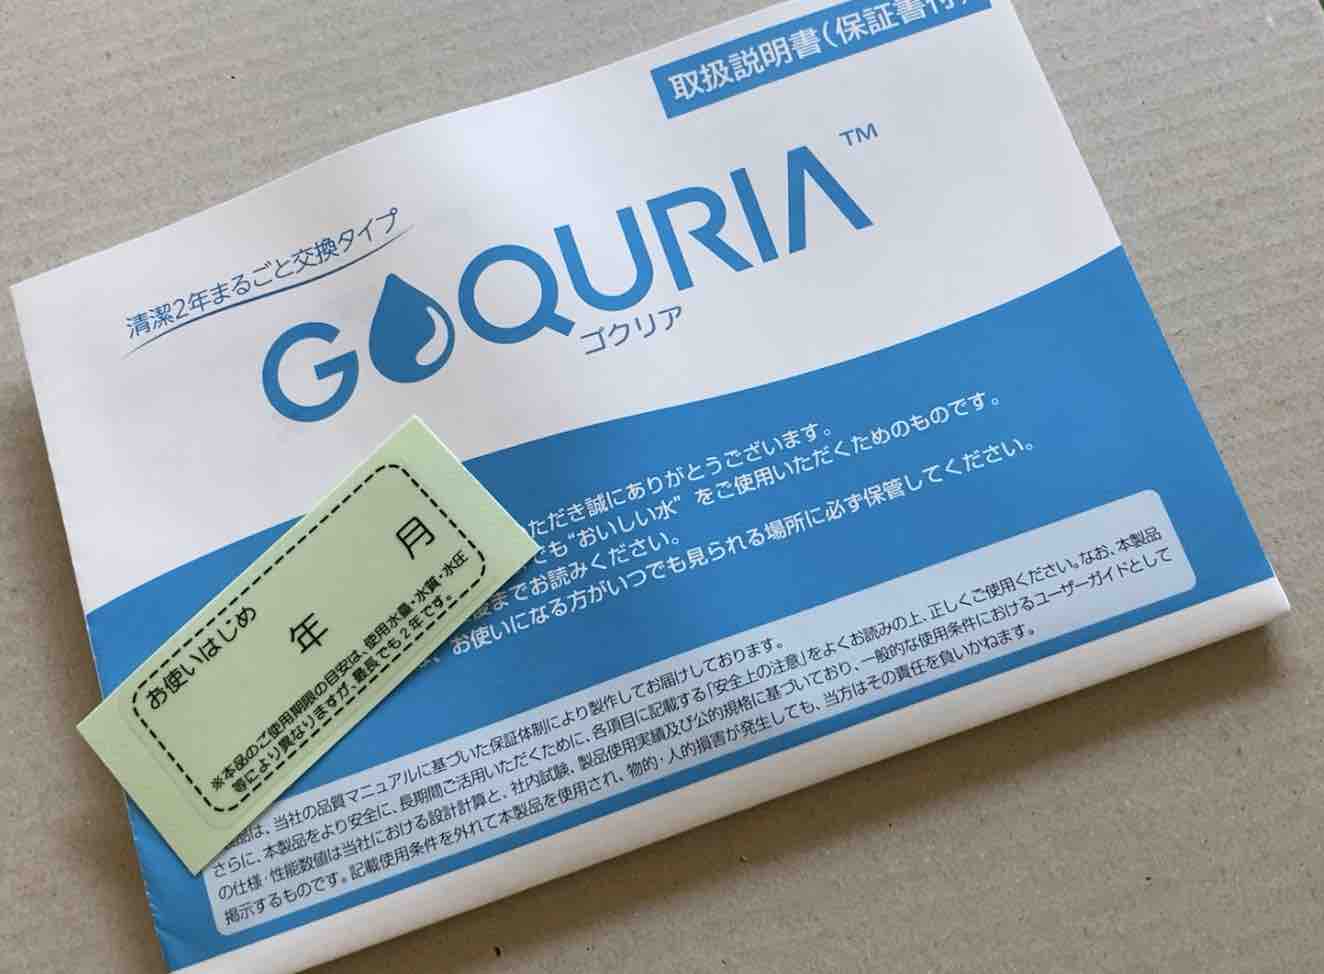 取扱説明書(保証書付)
清潔2年まるごと交換タイプ
GOQURIA™
ゴクリア
ただき誠にありがとうございます。
でも“おいしい水”をご使用いただくためのものです。
までお読みください。
、お使いになる方がいつでも見られる場所に必ず保管してください。
は、当社の品質マニュアルに基づいた保証体制により製作してお届けしております。
さらに、本製品をより安全に、長期間ご活用いただくために、各項目に記載する「安全上の注意」をよくお読みの上、正しくご使用ください。なお、本製品
の仕様・性能数値は当社における設計計算と、社内試験、製品使用実績及び公的規格に基づいており、一般的な使用条件におけるユーザーガイドとして
掲示するものです。記載使用条件を外れて本製品を使用され、物的・人的損害が発生しても、当方はその責任を負いかねます。
お使いはじめ
年 月
※本品のご使用期限の目安は、使用水量・水質・水圧
等により異なりますが、最長でも2年です。